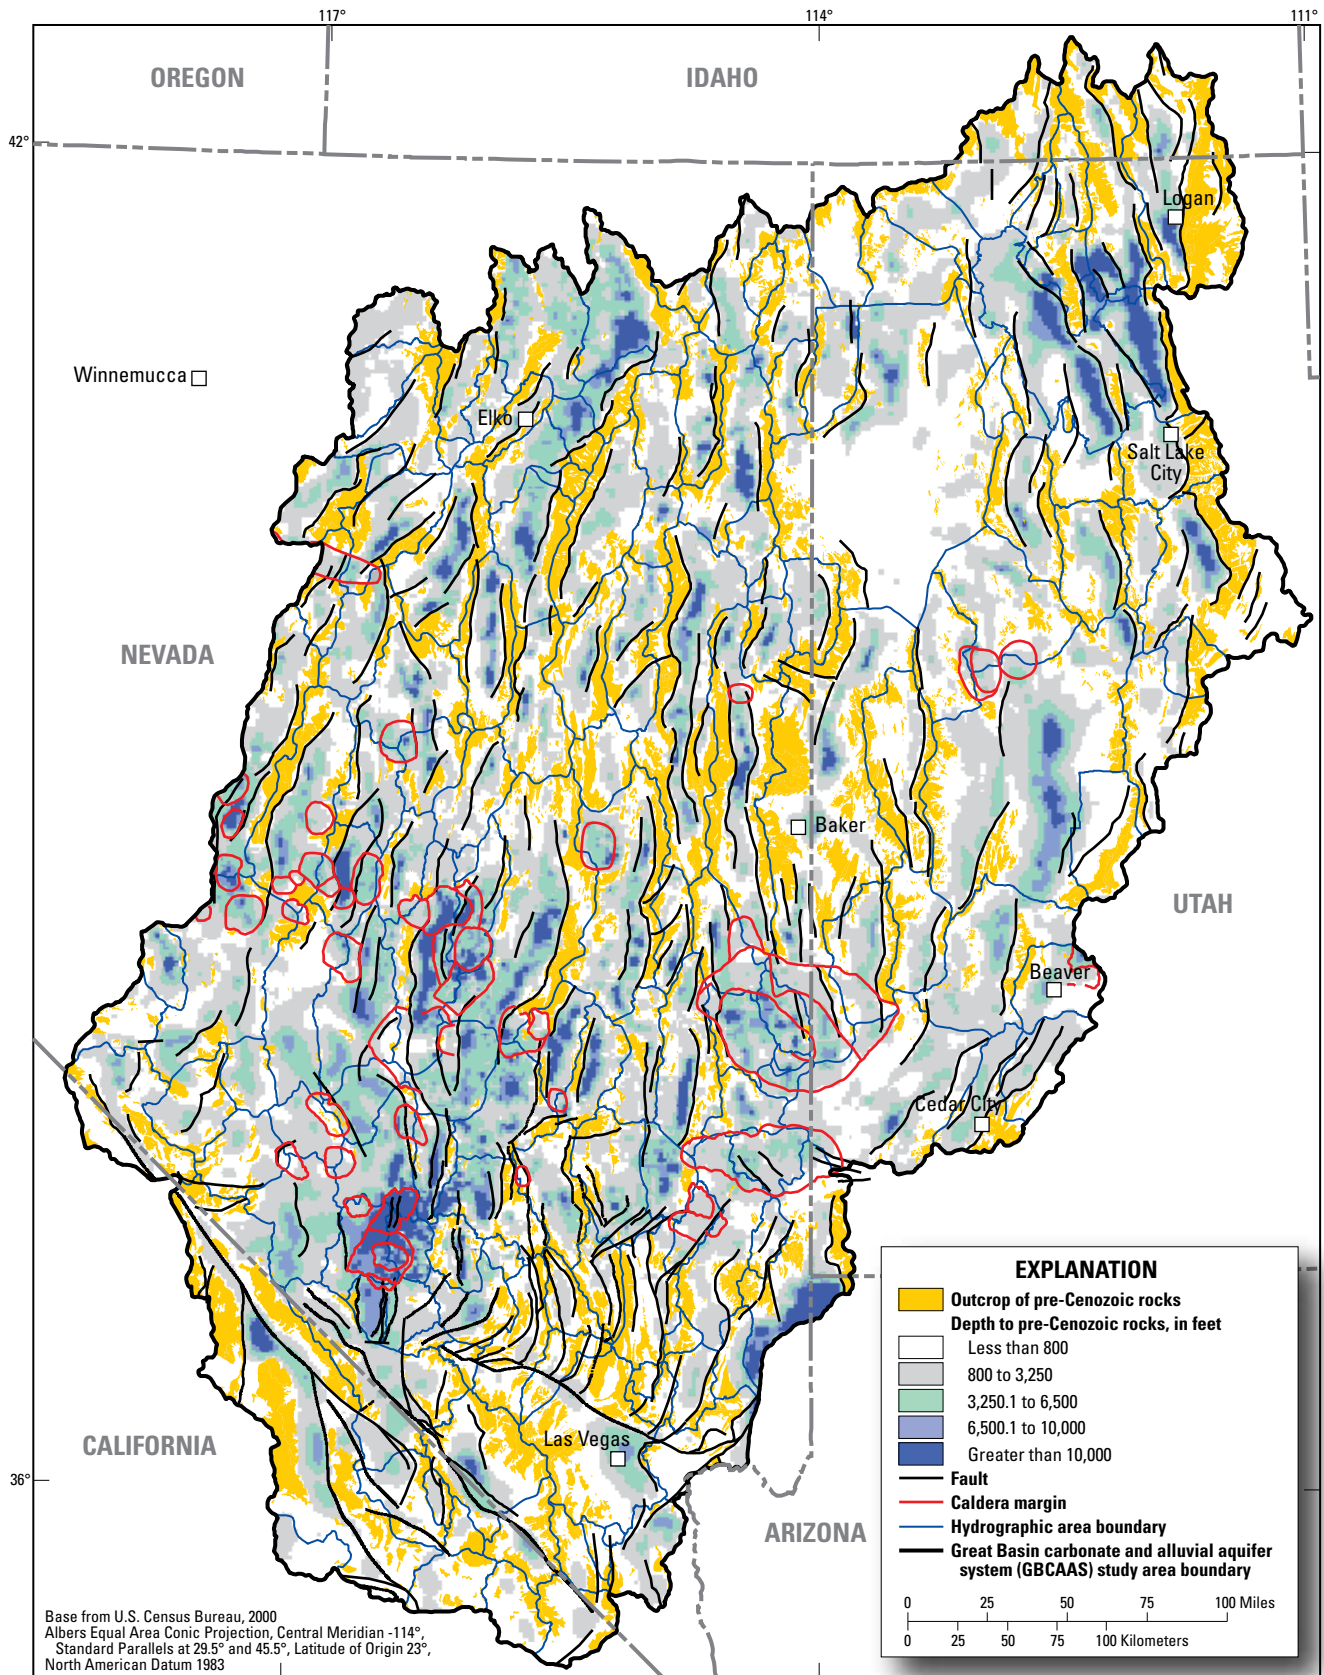 117°
114°
111°
OREGON
IDAHO
42°
Logan
Winnemucca
Elko
Salt Lake
City
NEVADA
Baker
UTAH
Beaver
Cedar City
EXPLANATION
Outcrop of pre-Cenozoic rocks
Depth to pre-Cenozoic rocks, in feet
Less than 800
800 to 3,250
3,250.1 to 6,500
6,500.1 to 10,000
Greater than 10,000
Fault
Caldera margin
Hydrographic area boundary
Great Basin carbonate and alluvial aquifer
system (GBCAAS) study area boundary
0 25 50 75 100 Miles
0 25 50 75 100 Kilometers
CALIFORNIA
Las Vegas
36°
ARIZONA
Base from U.S. Census Bureau, 2000
Albers Equal Area Conic Projection, Central Meridian -114°,
Standard Parallels at 29.5° and 45.5°, Latitude of Origin 23°,
North American Datum 1983